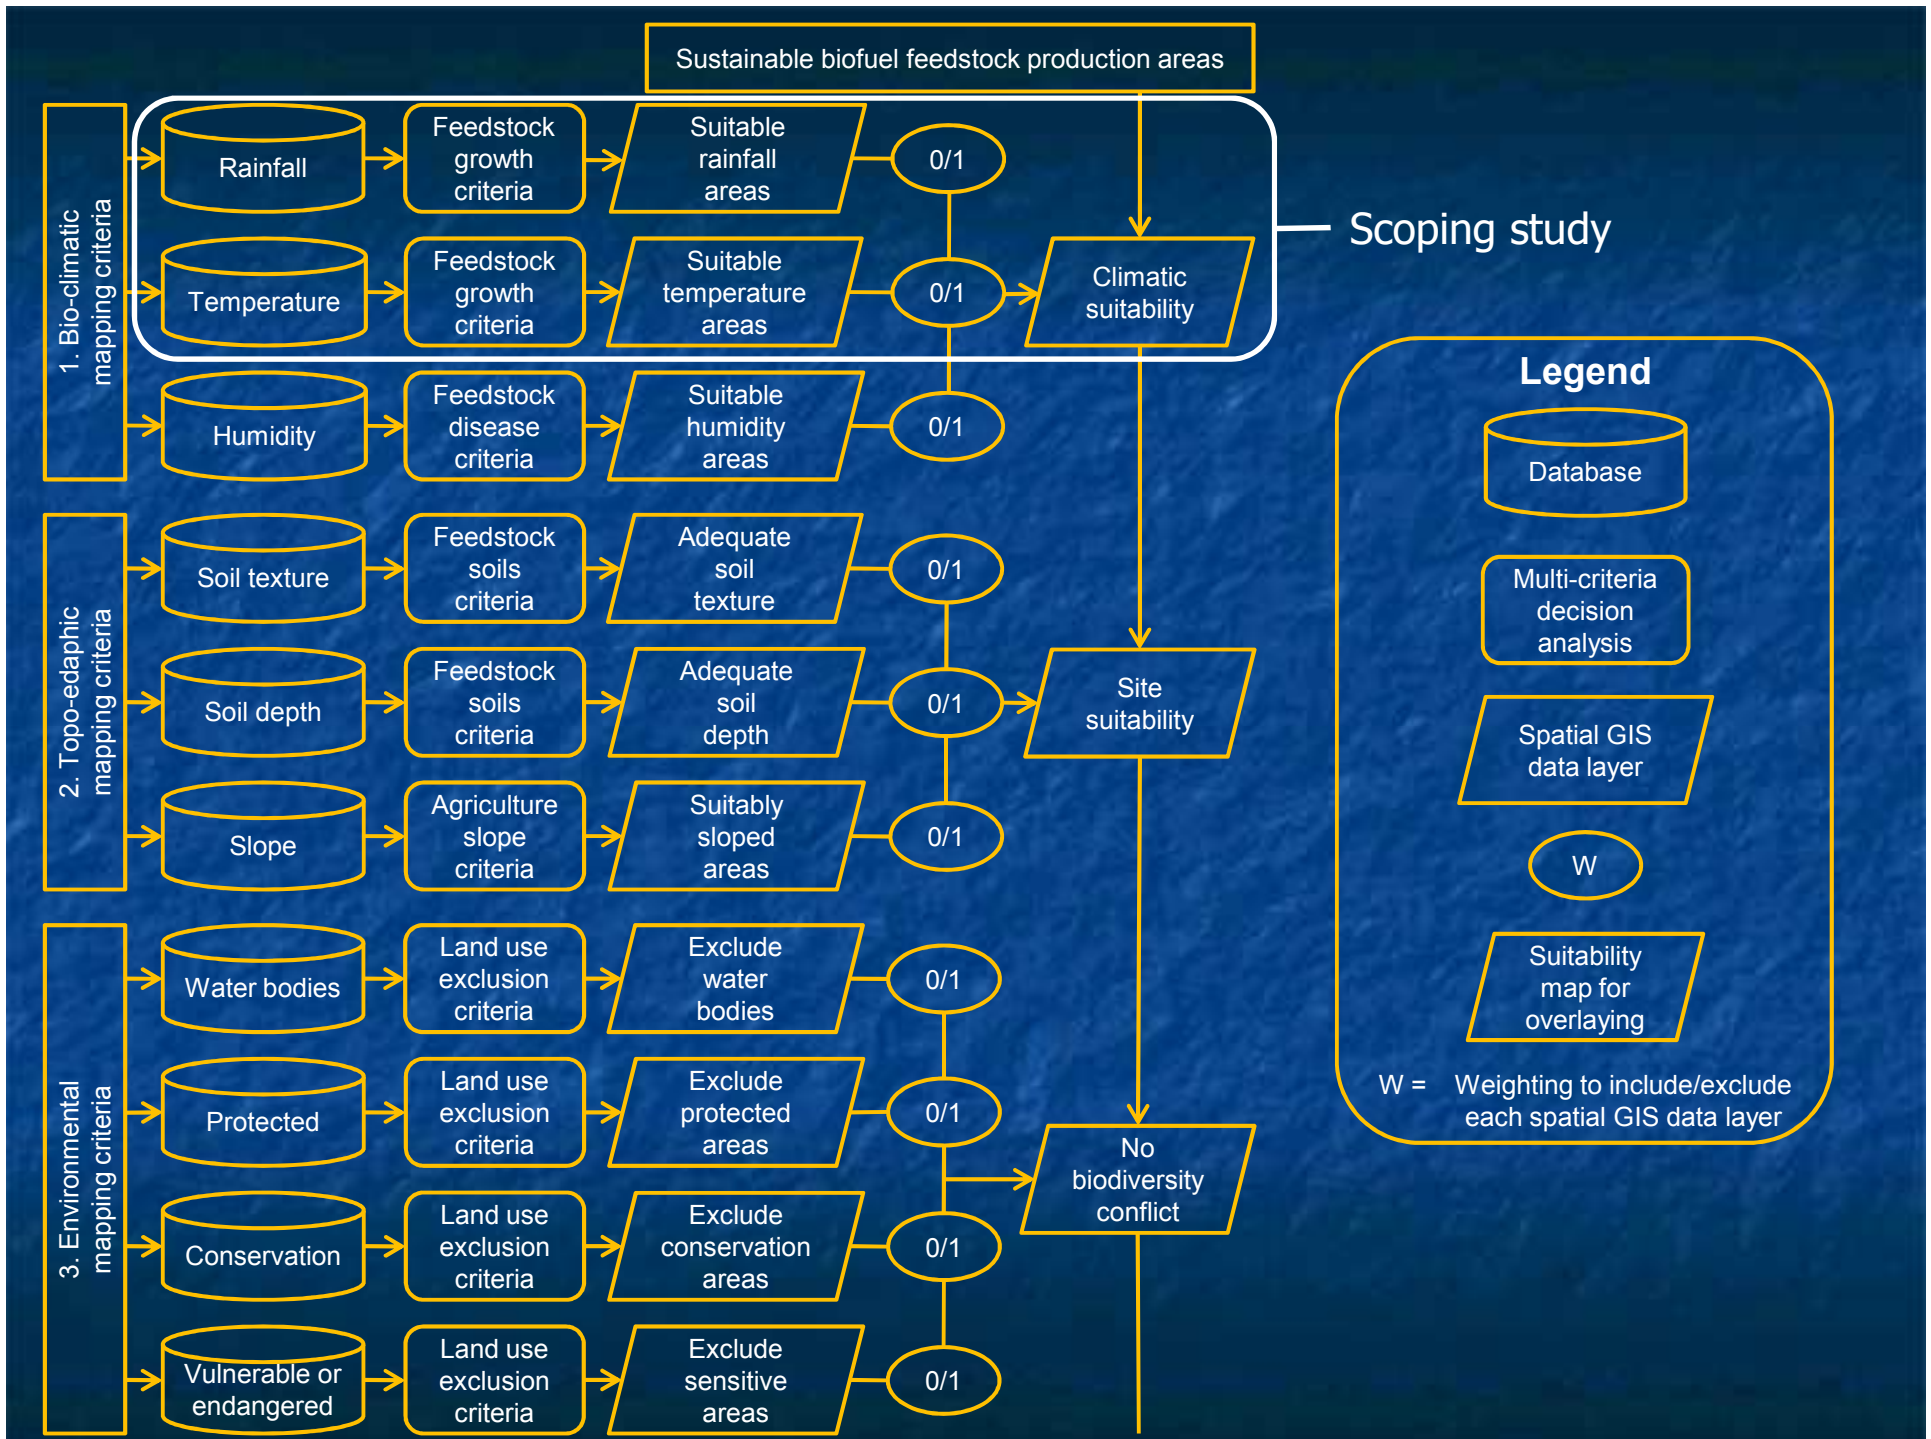 Sustainable biofuel feedstock production areas
1. Bio-climatic
mapping criteria
Rainfall
Feedstock
growth
criteria
Suitable
rainfall
areas
0/1
Temperature
Feedstock
growth
criteria
Suitable
temperature
areas
0/1
Climatic
suitability
Scoping study
Humidity
Feedstock
disease
criteria
Suitable
humidity
areas
0/1
2. Topo-edaphic
mapping criteria
Soil texture
Feedstock
soils
criteria
Adequate
soil
texture
0/1
Soil depth
Feedstock
soils
criteria
Adequate
soil
depth
0/1
Site
suitability
Slope
Agriculture
slope
criteria
Suitably
sloped
areas
0/1
3. Environmental
mapping criteria
Water bodies
Land use
exclusion
criteria
Exclude
water
bodies
0/1
Protected
Land use
exclusion
criteria
Exclude
protected
areas
0/1
No
biodiversity
conflict
Conservation
Land use
exclusion
criteria
Exclude
conservation
areas
0/1
Vulnerable or
endangered
Land use
exclusion
criteria
Exclude
sensitive
areas
0/1
Legend
Database
Multi-criteria
decision
analysis
Spatial GIS
data layer
W
Suitability
map for
overlaying
W = Weighting to include/exclude
each spatial GIS data layer